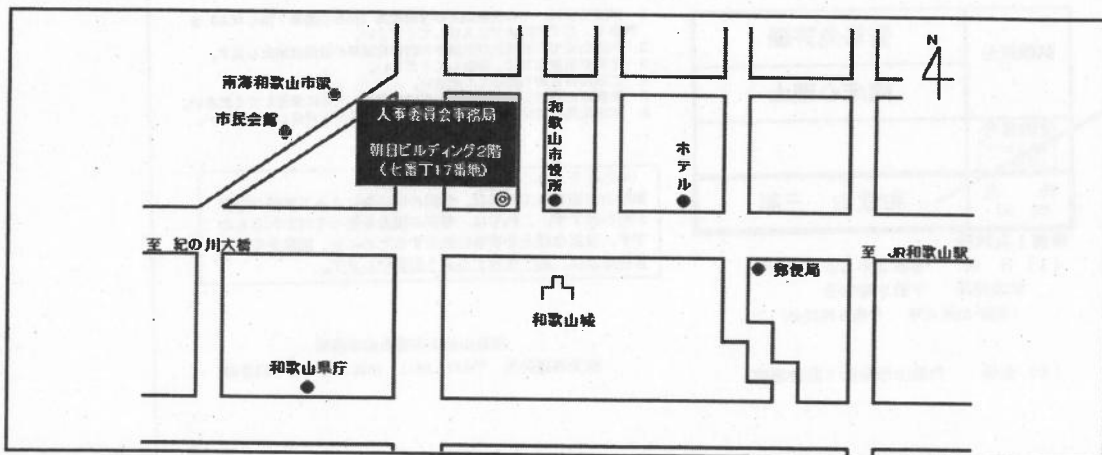 N
南海和歌山市駅
市民会館
人事委員会事務局
朝日ビルディング2階
(七番丁17番地)
和歌山市役所
ホテル
至 紀の川大橋
至 JR和歌山駅
郵便局
和歌山城
和歌山県庁